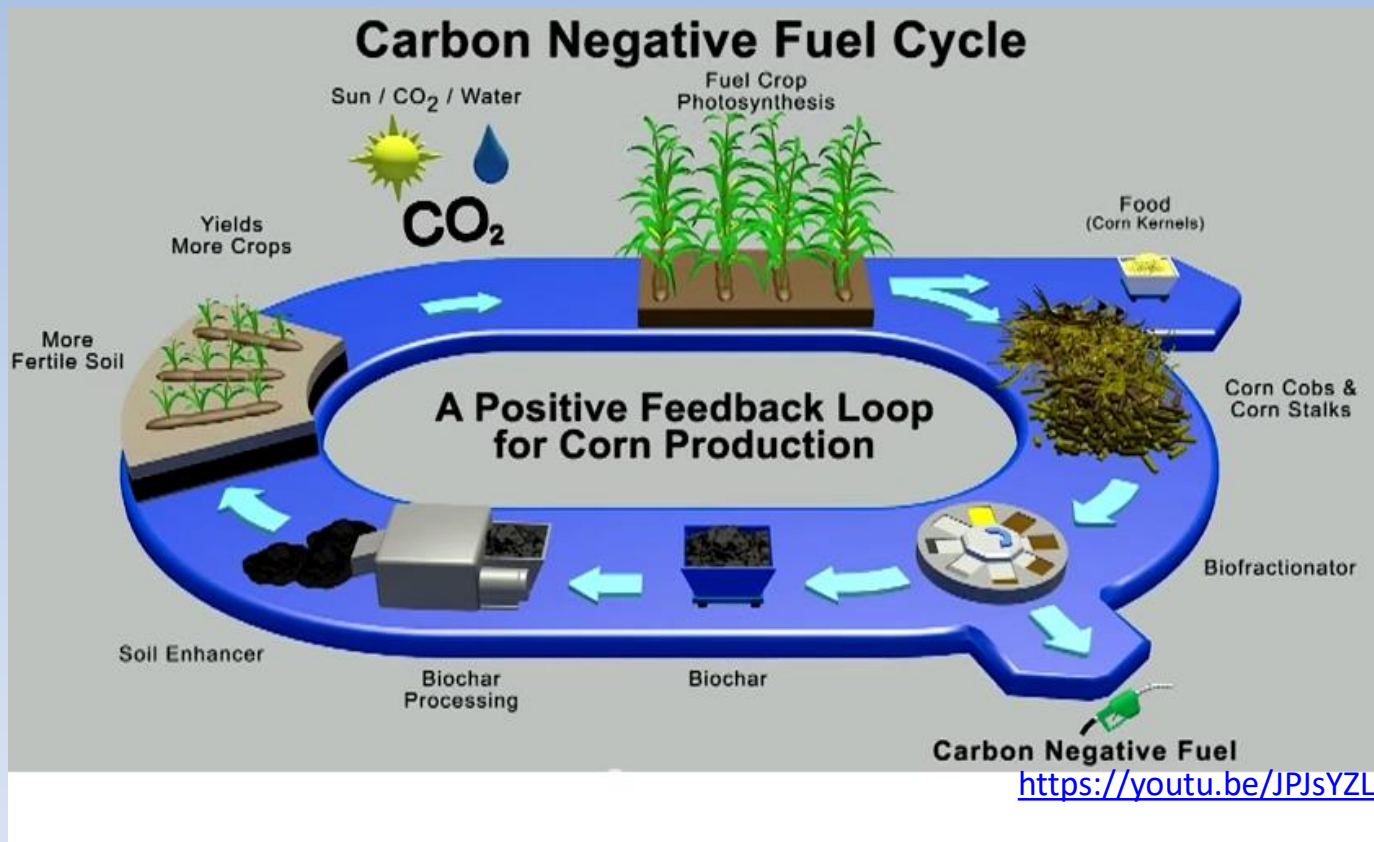 Carbon Negative Fuel Cycle
Sun / CO₂ / Water
CO₂
Fuel Crop
Photosynthesis
Food
(Corn Kernels)
Yields
More Crops
More
Fertile Soil
A Positive Feedback Loop
for Corn Production
Corn Cobs &
Corn Stalks
Biofractionator
Soil Enhancer
Biochar
Processing
Biochar
Carbon Negative Fuel
https://youtu.be/JPJsYZL